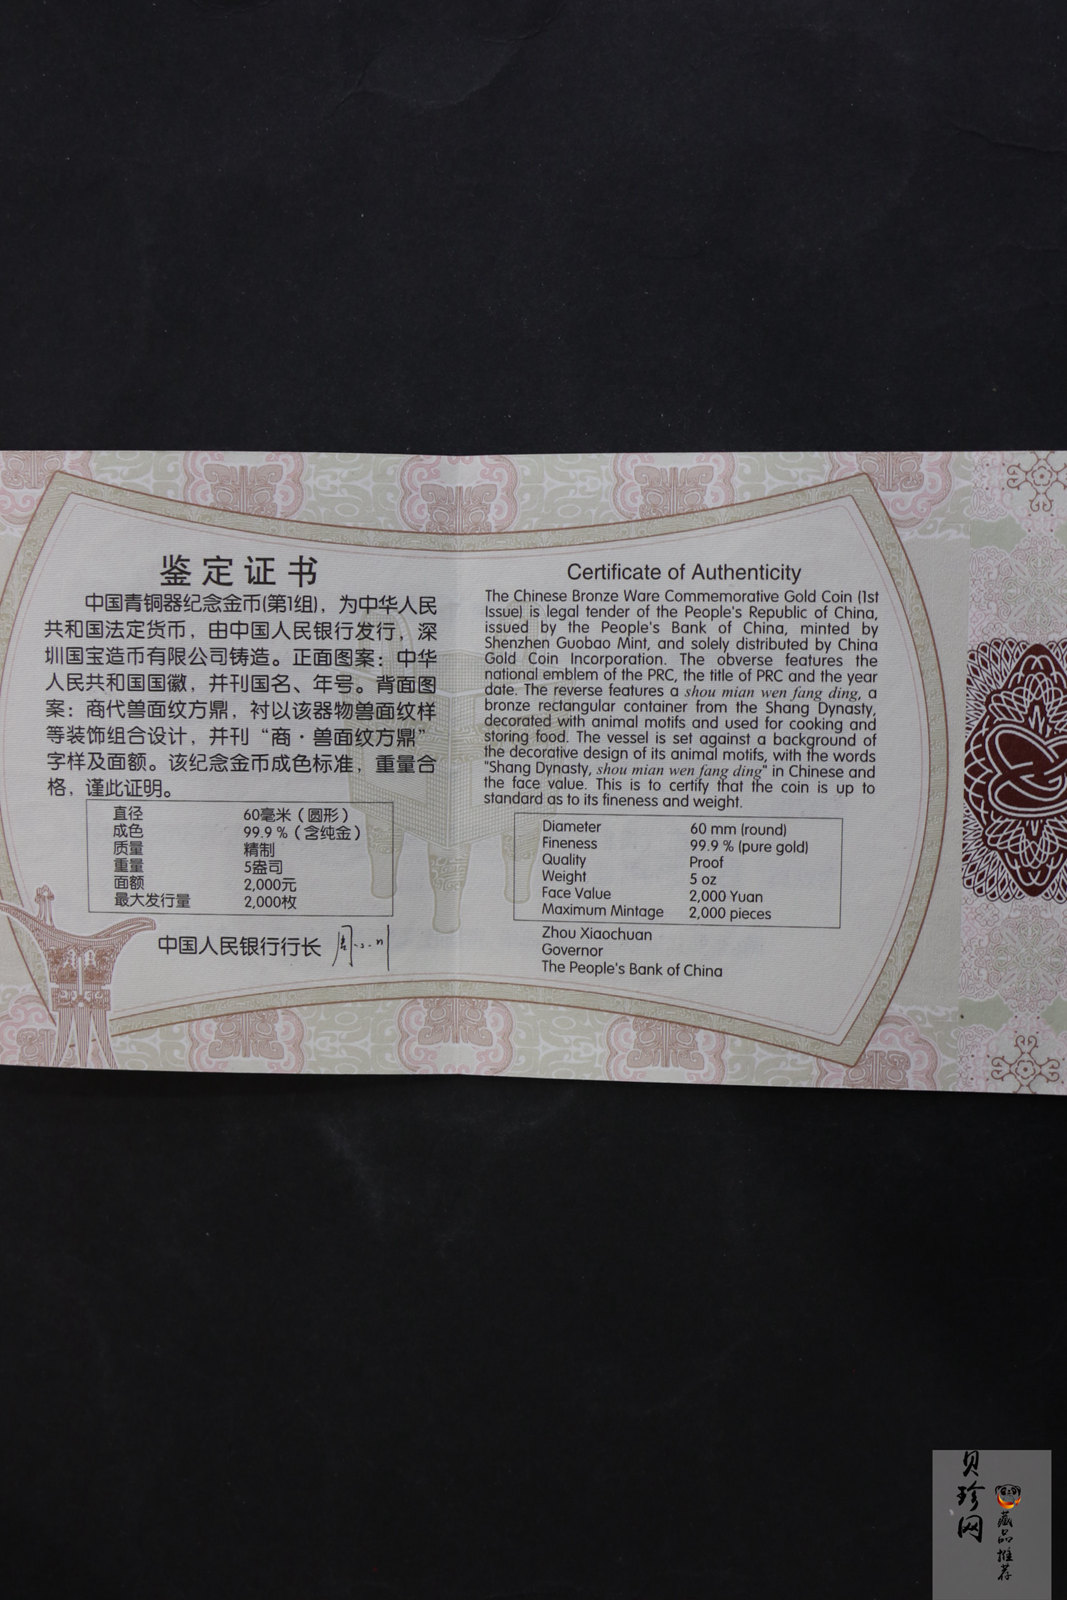 鉴定证书
中国青铜器纪念金币(第1组)，为中华人民
共和国法定货币，由中国人民银行发行，深
圳国宝造币有限公司铸造。正面图案：中华
人民共和国国徽，并刊国名、年号。背面图
案：商代兽面纹方鼎，衬以该器物兽面纹样
等装饰组合设计，并刊“商·兽面纹方鼎”
字样及面额。该纪念金币成色标准，重量合
格，谨此证明。
直径 60毫米（圆形）
成色 99.9％（含纯金）
质量 精制
重量 5盎司
面额 2,000元
最大发行量 2,000枚
中国人民银行行长
Certificate of Authenticity
The Chinese Bronze Ware Commemorative Gold Coin (1st
Issue) is legal tender of the People's Republic of China,
issued by the People's Bank of China, minted by
Shenzhen Guobao Mint, and solely distributed by China
Gold Coin Incorporation. The obverse features the
national emblem of the PRC, the title of PRC and the year
date. The reverse features a shou mian wen fang ding, a
bronze rectangular container from the Shang Dynasty,
decorated with animal motifs and used for cooking and
storing food. The vessel is set against a background of
the decorative design of its animal motifs, with the words
"Shang Dynasty, shou mian wen fang ding" in Chinese and
the face value. This is to certify that the coin is up to
standard as to its fineness and weight.
Diameter 60 mm (round)
Fineness 99.9 % (pure gold)
Quality Proof
Weight 5 oz
Face Value 2,000 Yuan
Maximum Mintage 2,000 pieces
Zhou Xiaochuan
Governor
The People's Bank of China
贝珍网
藏品推荐